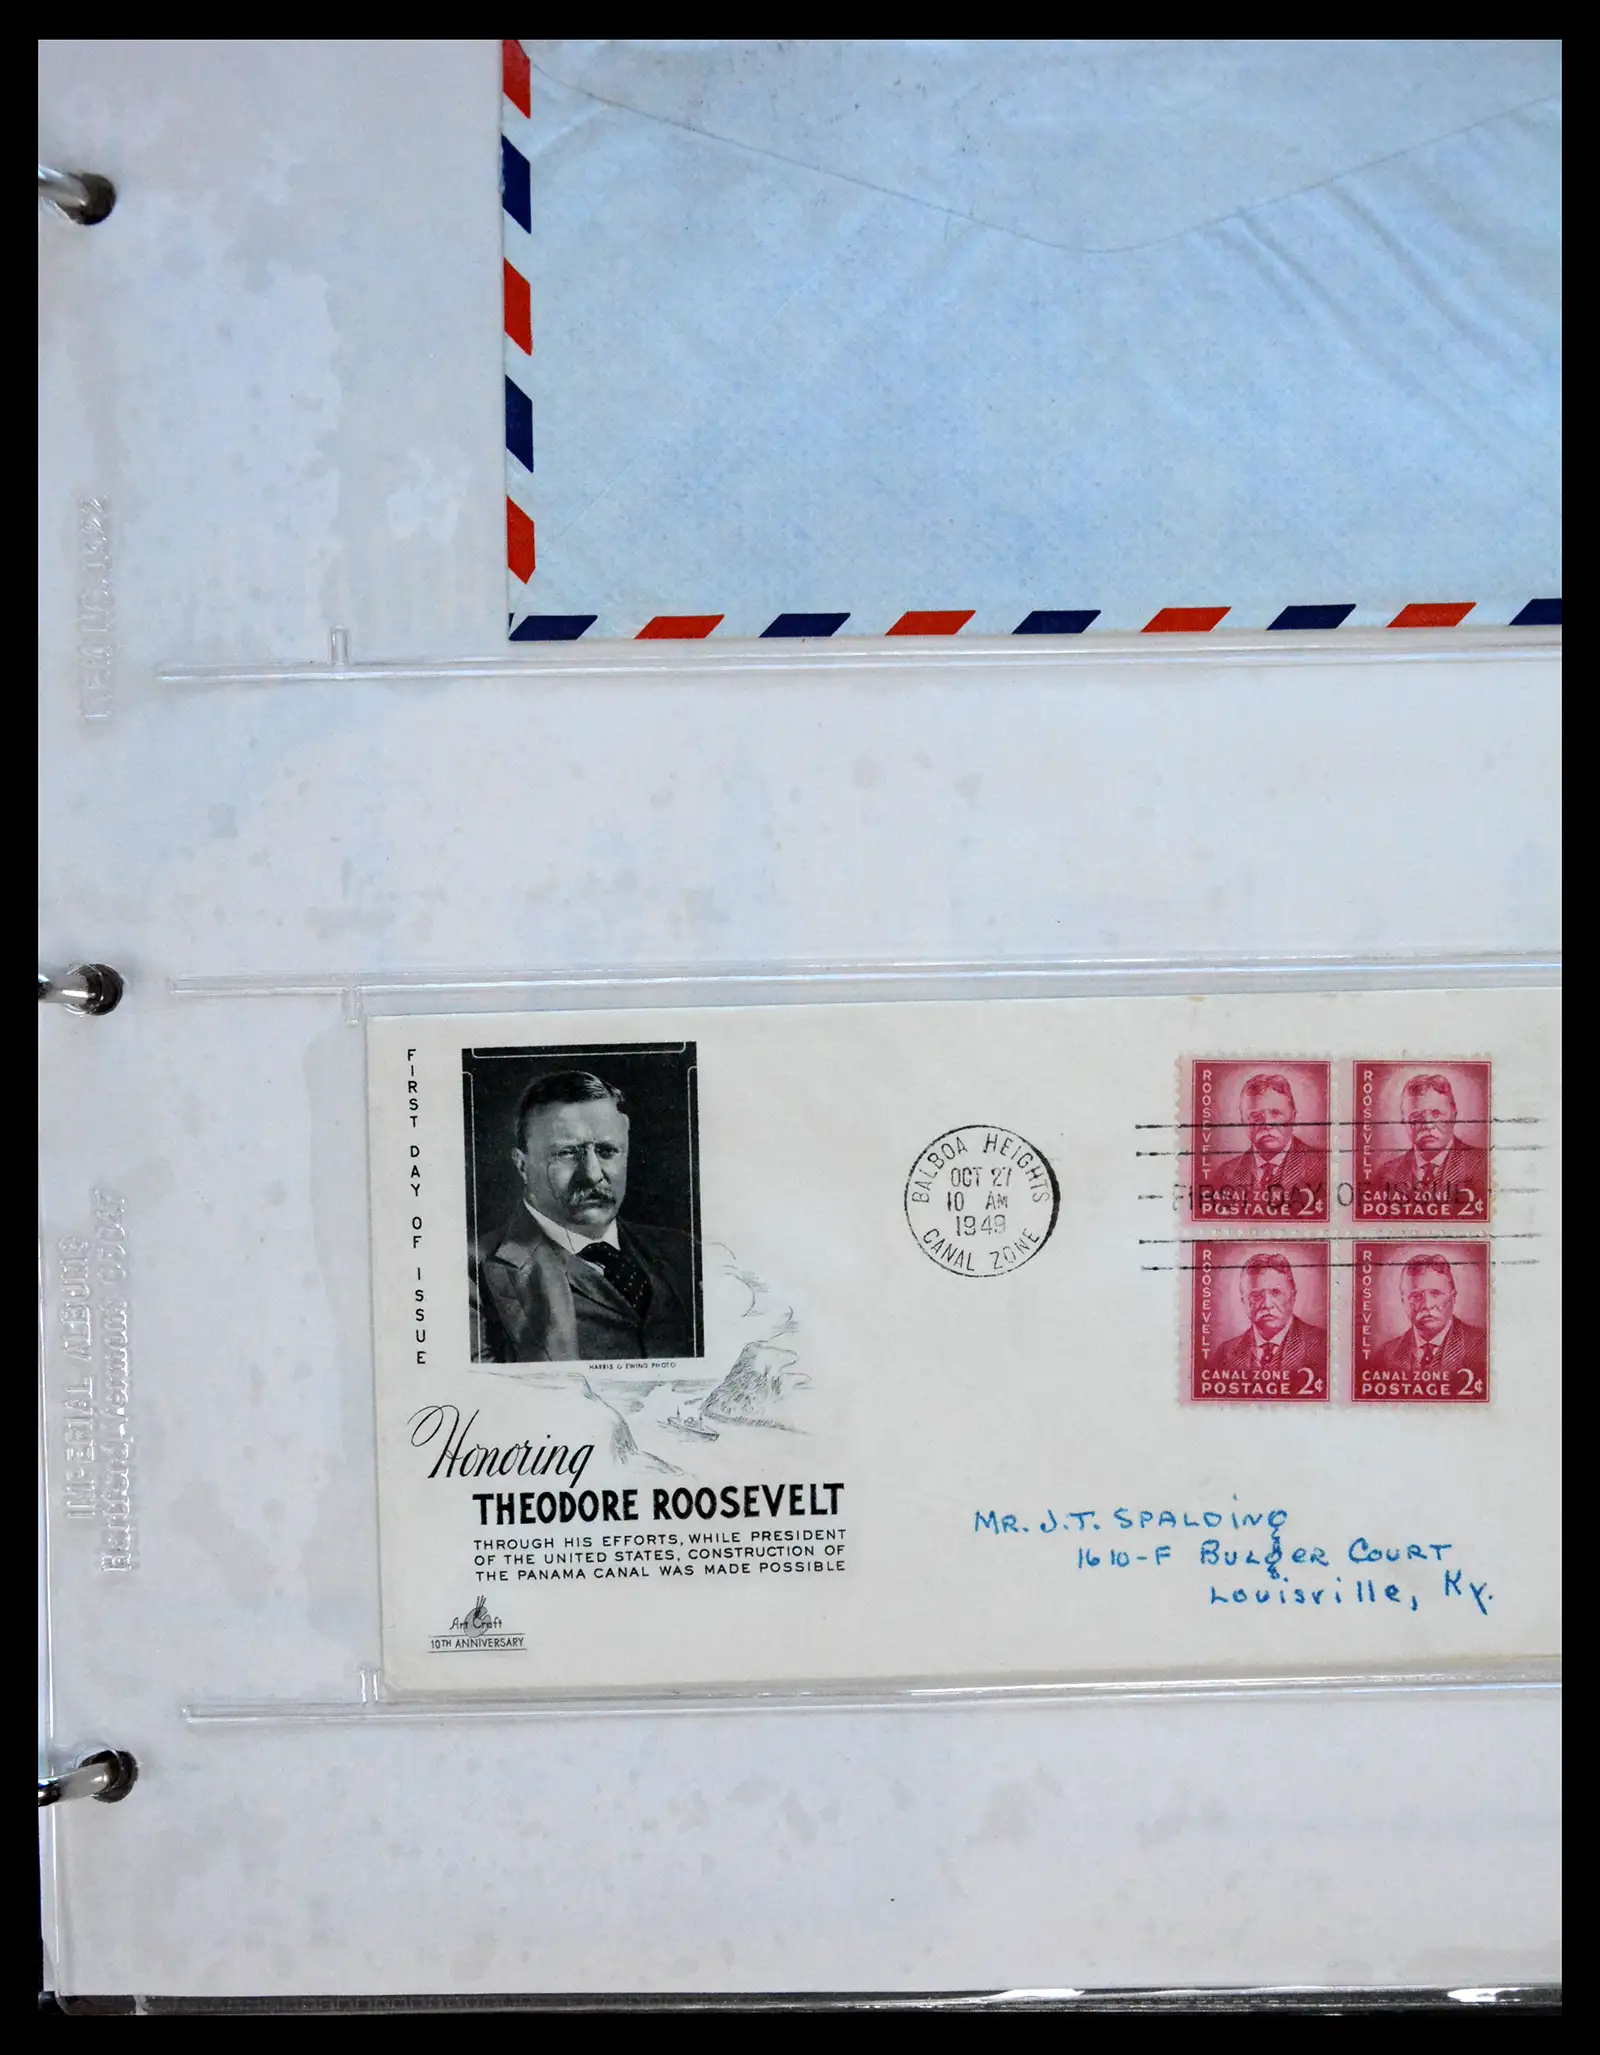 FIRST DAY OF ISSUE
HARRIS & EWING PHOTO
Honoring
THEODORE ROOSEVELT
THROUGH HIS EFFORTS, WHILE PRESIDENT
OF THE UNITED STATES, CONSTRUCTION OF
THE PANAMA CANAL WAS MADE POSSIBLE
Art Craft
10TH ANNIVERSARY
BALBOA HEIGHTS
OCT 27
10 AM
1949
CANAL ZONE
FIRST DAY OF ISSUE
ROOSEVELT
CANAL ZONE
POSTAGE 2¢
ROOSEVELT
CANAL ZONE
POSTAGE 2¢
ROOSEVELT
CANAL ZONE
POSTAGE 2¢
ROOSEVELT
CANAL ZONE
POSTAGE 2¢
MR. J.T. SPALDING
1610-F BULGER COURT
LOUISVILLE, KY.
IMPERIAL ALBUMS